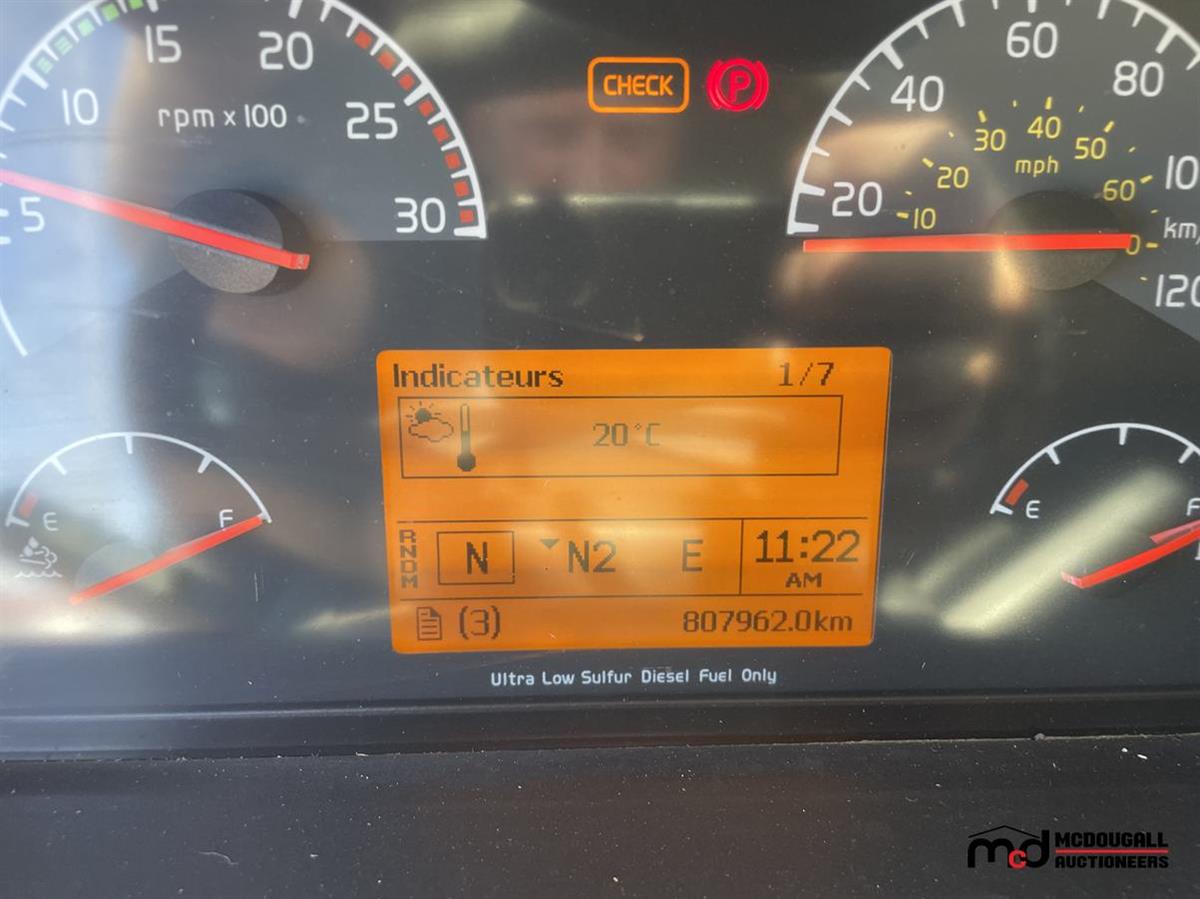 5
10
15
20
25
30
rpm x 100
CHECK
P
20
40
60
80
120
km/
10
20
30
40
50
60
0
mph
E
F
E
Indicateurs 1/7
20°C
RNDM
N N2 E
11:22
AM
(3) 807962.0km
Ultra Low Sulfur Diesel Fuel Only
mcd
MCDOUGALL
AUCTIONEERS